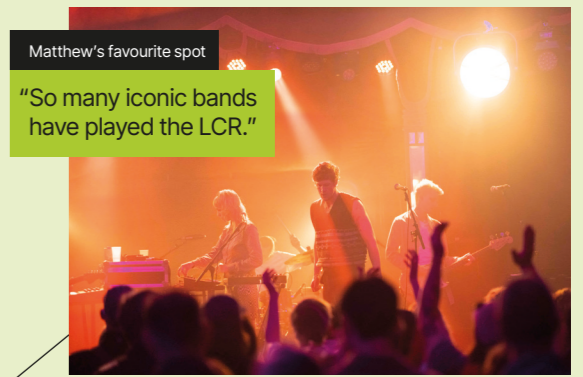 Matthew's favourite spot
“So many iconic bands
have played the LCR.”